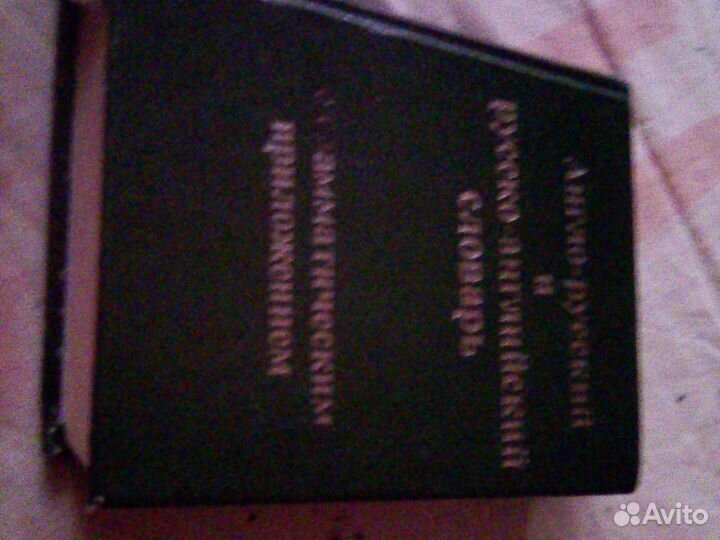 Англо-русский
и
русско-английский
словарь
с грамматическим
приложением
Avito